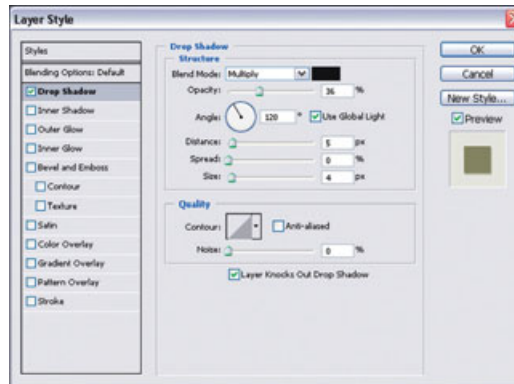 Layer Style
Styles
Blending Options: Default
Drop Shadow
Inner Shadow
Outer Glow
Inner Glow
Bevel and Emboss
Contour
Texture
Satin
Color Overlay
Gradient Overlay
Pattern Overlay
Stroke
Drop Shadow
Structure
Blend Mode: Multiply
Opacity: 36 %
Angle: 120 ° Use Global Light
Distance: 5 px
Spread: 0 %
Size: 4 px
Quality
Contour: Anti-aliased
Noise: 0 %
Layer Knocks Out Drop Shadow
OK
Cancel
New Style...
Preview